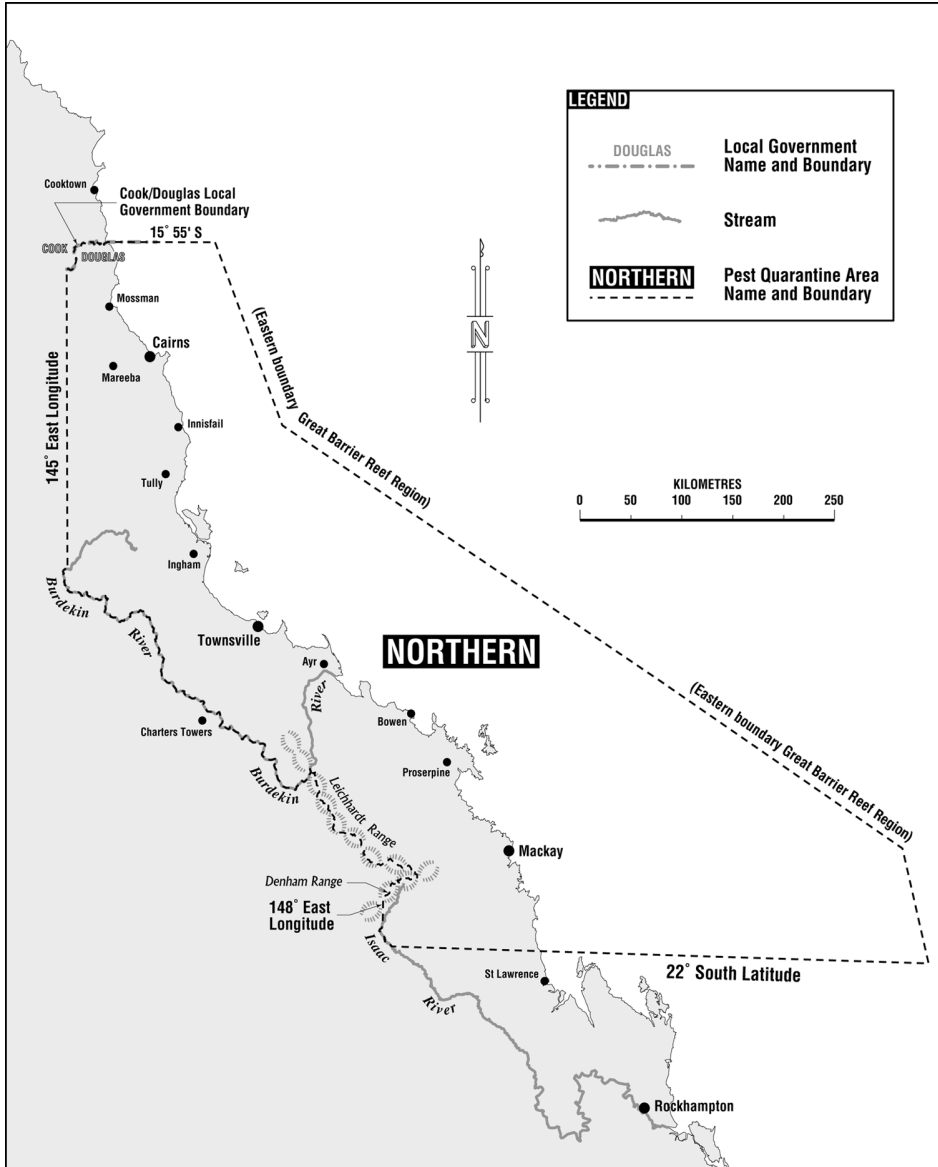 LEGEND
DOUGLAS
Local Government
Name and Boundary
Stream
NORTHERN
Pest Quarantine Area
Name and Boundary
Cooktown
Cook/Douglas Local
Government Boundary
15° 55' S
COOK
DOUGLAS
Mossman
Cairns
Mareeba
(Eastern boundary
N
145° East Longitude
Innisfail
Great Barrier Reef Region)
Tully
KILOMETRES
0 50 100 150 200 250
Ingham
Burdekin
River
Townsville
NORTHERN
Ayr
River
Bowen
Charters Towers
Proserpine
(Eastern boundary Great Barrier Reef Region)
Burdekin
Leichhardt Range
Mackay
Denham Range
148° East
Longitude
Isaac
22° South Latitude
St Lawrence
River
Rockhampton